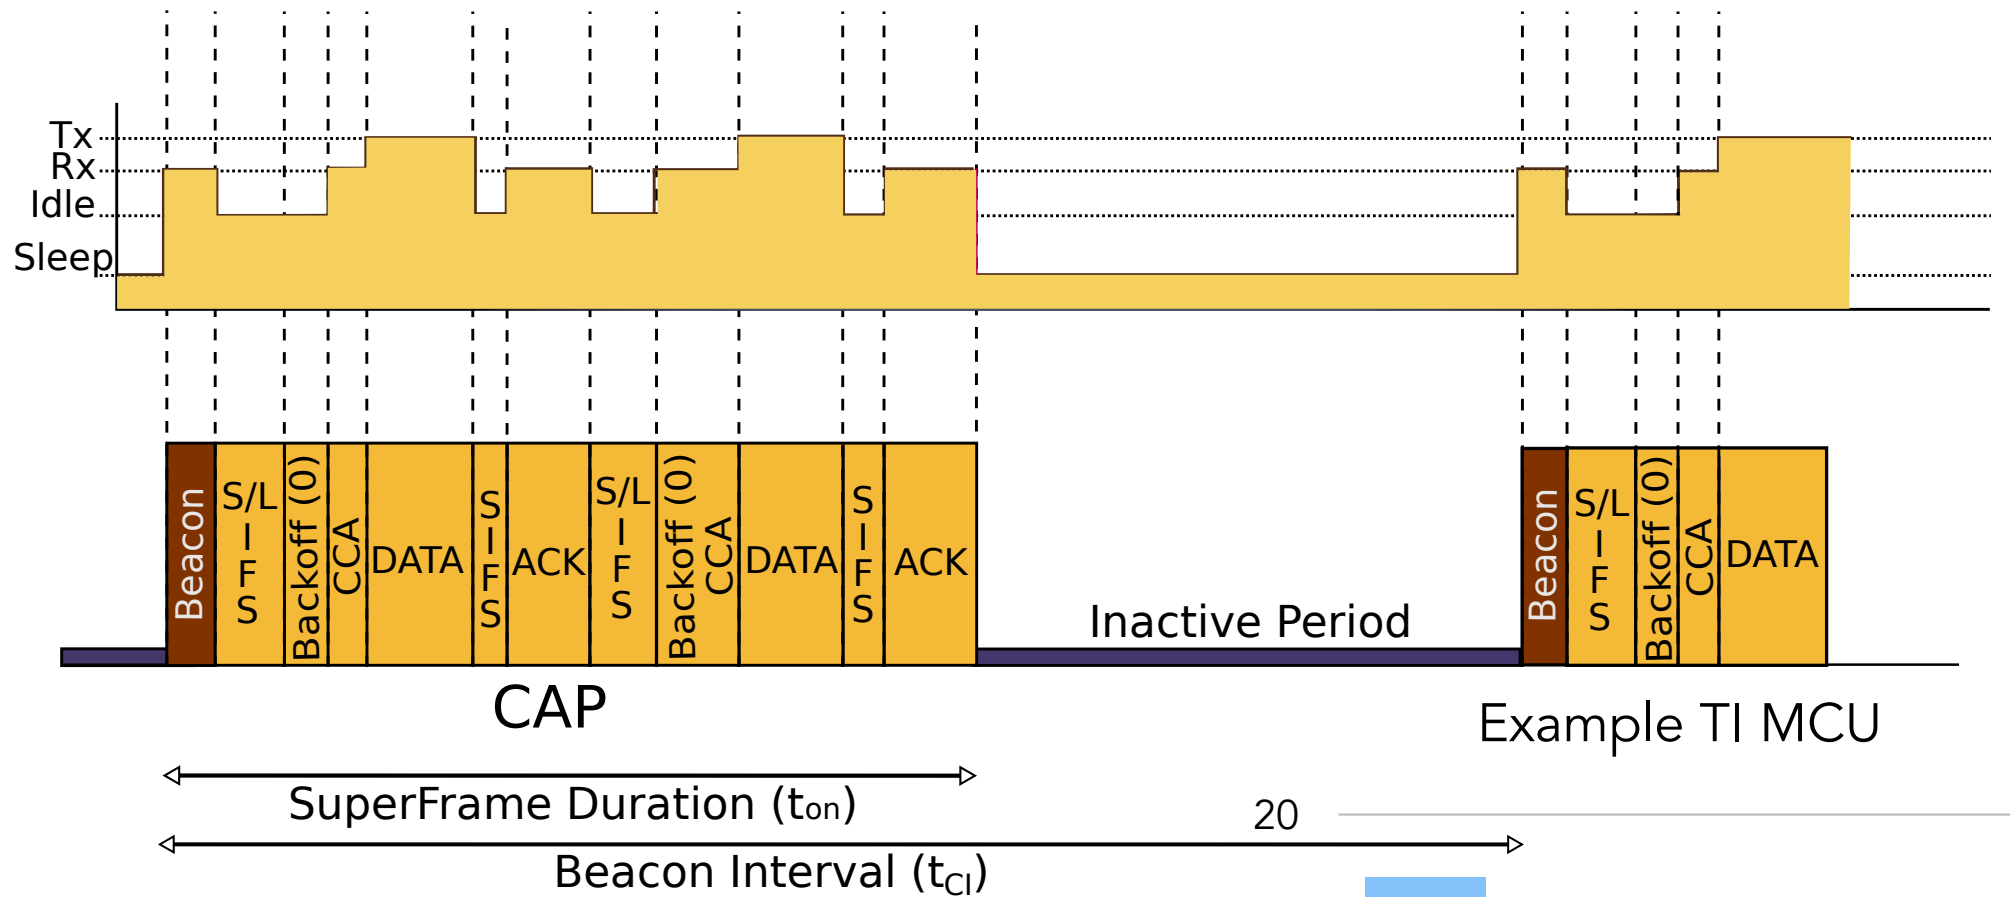 Tx
Rx
Idle
Sleep
Beacon
S/L
I
F
S
Backoff (0)
CCA
DATA
S
I
F
S
ACK
S/L
I
F
S
Backoff (0)
CCA
DATA
S
I
F
S
ACK
Inactive Period
Beacon
S/L
I
F
S
Backoff (0)
CCA
DATA
CAP
Example TI MCU
SuperFrame Duration (ton)
20
Beacon Interval (tCI)